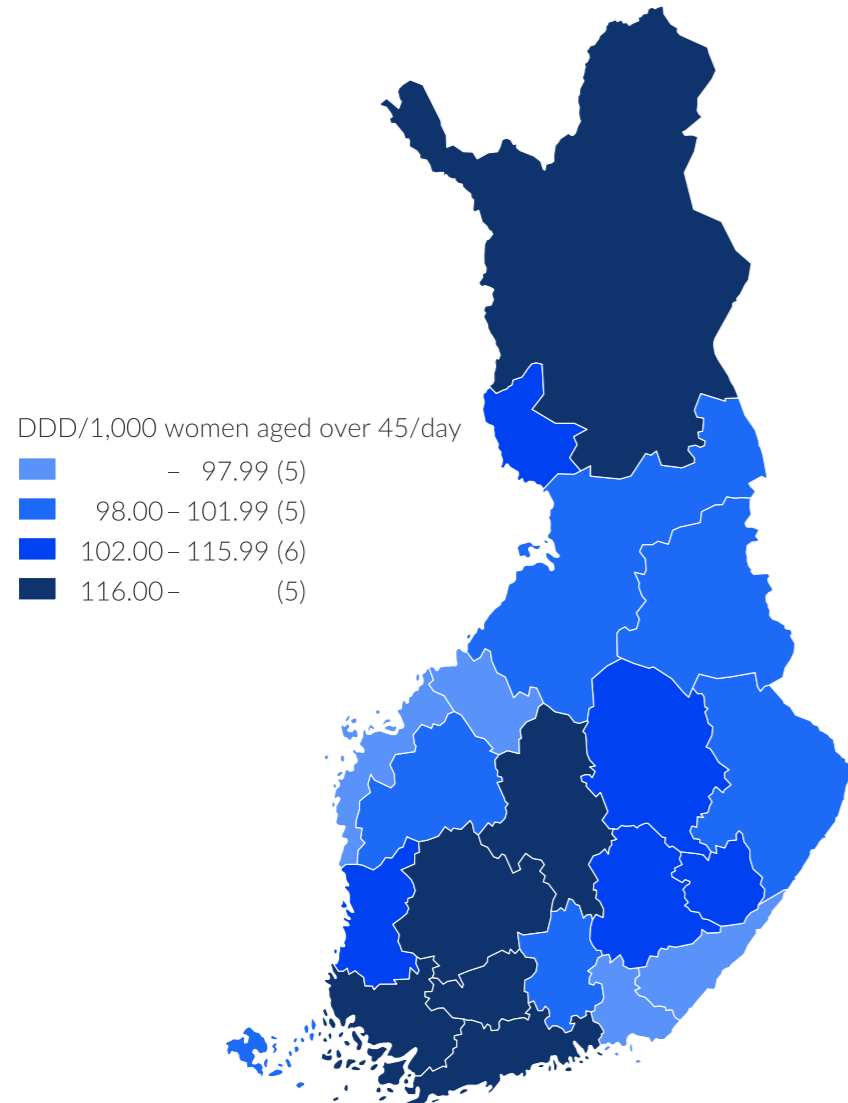 DDD/1,000 women aged over 45/day
– 97.99 (5)
98.00 – 101.99 (5)
102.00 – 115.99 (6)
116.00 – (5)